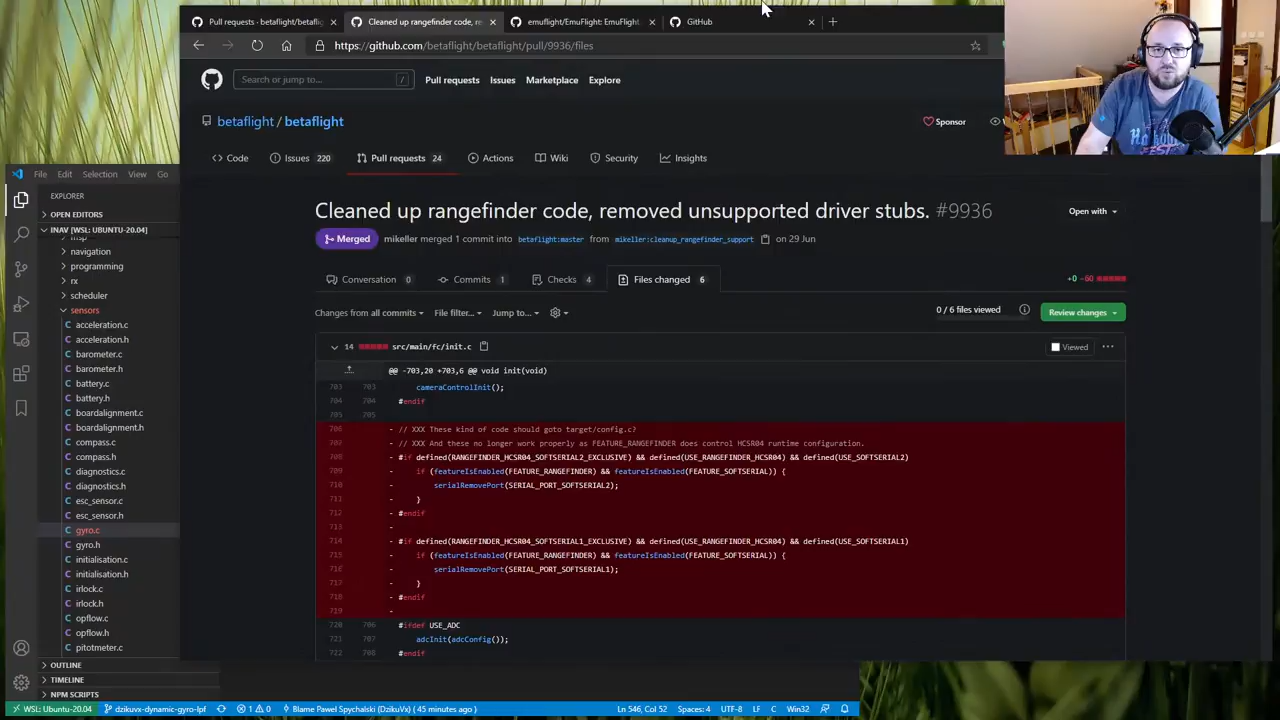 Pull requests · betaflight/betaflig
Cleaned up rangefinder code, re
emuflight/EmuFlight: EmuFlight
GitHub
https://github.com/betaflight/betaflight/pull/9936/files
Search or jump to... /
Pull requests Issues Marketplace Explore
betaflight / betaflight
Sponsor
<> Code Issues 220 Pull requests 24 Actions Wiki Security Insights
File Edit Selection View Go
EXPLORER
OPEN EDITORS
INAV [WSL: UBUNTU-20.04]
msp
navigation
programming
rx
scheduler
sensors
acceleration.c
acceleration.h
barometer.c
barometer.h
battery.c
battery.h
boardalignment.c
boardalignment.h
compass.c
compass.h
diagnostics.c
diagnostics.h
esc_sensor.c
esc_sensor.h
gyro.c
gyro.h
initialisation.c
initialisation.h
irlock.c
irlock.h
opflow.c
opflow.h
pitotmeter.c
OUTLINE
TIMELINE
NPM SCRIPTS
Cleaned up rangefinder code, removed unsupported driver stubs. #9936
Open with
Merged mikeller merged 1 commit into betaflight:master from mikeller:cleanup_rangefinder_support on 29 Jun
Conversation 0 Commits 1 Checks 4 Files changed 6
+0 -60
Changes from all commits File filter... Jump to...
0 / 6 files viewed
Review changes
14 src/main/fc/init.c
Viewed
@@ -703,20 +703,6 @@ void init(void)
703 703 cameraControlInit();
704 704 #endif
705 705
706 - // XXX These kind of code should goto target/config.c?
707 - // XXX And these no longer work properly as FEATURE_RANGEFINDER does control HCSR04 runtime configuration.
708 - #if defined(RANGEFINDER_HCSR04_SOFTSERIAL2_EXCLUSIVE) && defined(USE_RANGEFINDER_HCSR04) && defined(USE_SOFTSERIAL2)
709 - if (featureIsEnabled(FEATURE_RANGEFINDER) && featureIsEnabled(FEATURE_SOFTSERIAL)) {
710 - serialRemovePort(SERIAL_PORT_SOFTSERIAL2);
711 - }
712 - #endif
713 -
714 - #if defined(RANGEFINDER_HCSR04_SOFTSERIAL1_EXCLUSIVE) && defined(USE_RANGEFINDER_HCSR04) && defined(USE_SOFTSERIAL1)
715 - if (featureIsEnabled(FEATURE_RANGEFINDER) && featureIsEnabled(FEATURE_SOFTSERIAL)) {
716 - serialRemovePort(SERIAL_PORT_SOFTSERIAL1);
717 - }
718 - #endif
719 -
720 706 #ifdef USE_ADC
721 707 adcInit(adcConfig());
722 708 #endif
WSL: Ubuntu-20.04 dzikuvx-dynamic-gyro-lpf 1 0 Blame Pawel Spychalski (DzikuVx) ( 45 minutes ago ) Ln 546, Col 52 Spaces: 4 UTF-8 LF C Win32